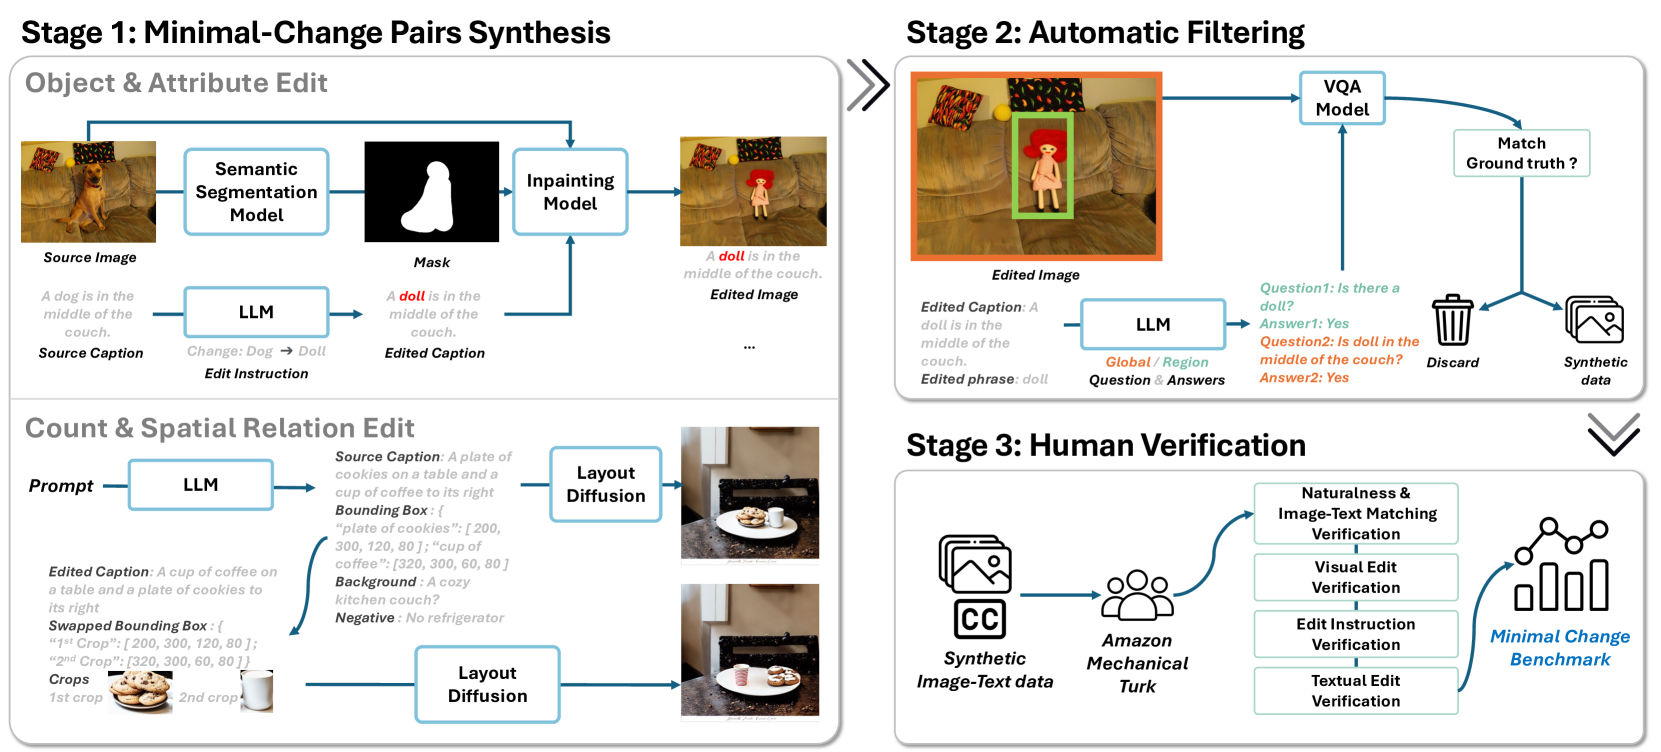 Stage 1: Minimal-Change Pairs Synthesis
Object & Attribute Edit
Source Image
Semantic
Segmentation
Model
Mask
Inpainting
Model
A doll is in the
middle of the couch.
Edited Image
A dog is in the
middle of the
couch.
Source Caption
LLM
Change: Dog ➔ Doll
Edit Instruction
A doll is in the
middle of the
couch.
Edited Caption
...
Count & Spatial Relation Edit
Prompt
LLM
Source Caption: A plate of
cookies on a table and a
cup of coffee to its right
Bounding Box : {
“plate of cookies”: [ 200,
300, 120, 80 ] ; “cup of
coffee”: [320, 300, 60, 80 ]
Background : A cozy
kitchen couch?
Negative : No refrigerator
Layout
Diffusion
Edited Caption: A cup of coffee on
a table and a plate of cookies to
its right
Swapped Bounding Box : {
“1st Crop”: [ 200, 300, 120, 80 ] ;
“2nd Crop”: [320, 300, 60, 80 ] }
Crops
1st crop
2nd crop
Layout
Diffusion
Stage 2: Automatic Filtering
Edited Image
VQA
Model
Match
Ground truth ?
Edited Caption: A
doll is in the
middle of the
couch.
Edited phrase: doll
LLM
Global / Region
Question & Answers
Question1: Is there a
doll?
Answer1: Yes
Question2: Is doll in the
middle of the couch?
Answer2: Yes
Discard
Synthetic
data
Stage 3: Human Verification
CC
Synthetic
Image-Text data
Amazon
Mechanical
Turk
Naturalness &
Image-Text Matching
Verification
Visual Edit
Verification
Edit Instruction
Verification
Textual Edit
Verification
Minimal Change
Benchmark